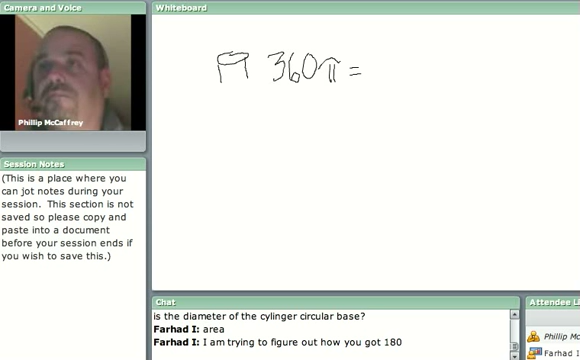 Camera and Voice
Phillip McCaffrey
Session Notes
(This is a place where you
can jot notes during your
session. This section is not
saved so please copy and
paste into a document
before your session ends if
you wish to save this.)
Whiteboard
360π =
Chat
is the diameter of the cylinger circular base?
Farhad I: area
Farhad I: I am trying to figure out how you got 180
Attendee Li
Phillip Mc
Farhad I